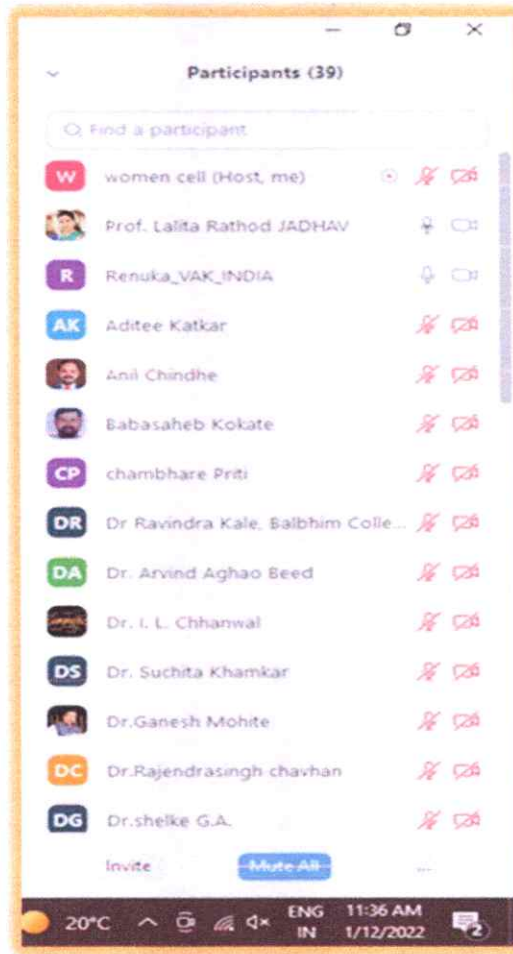 Participants (39)
Find a participant
W women cell (Host, me)
Prof. Lalita Rathod JADHAV
R Renuka_VAK_INDIA
AK Aditee Katkar
Anil Chindhe
Babasaheb Kokate
CP chambhare Priti
DR Dr Ravindra Kale, Balbhim Colle...
DA Dr. Arvind Aghao Beed
Dr. I. L. Chhanwal
DS Dr. Suchita Khamkar
Dr.Ganesh Mohite
DC Dr.Rajendrasingh chavhan
DG Dr.shelke G.A.
Invite Mute All ...
20°C ENG 11:36 AM
IN 1/12/2022 2